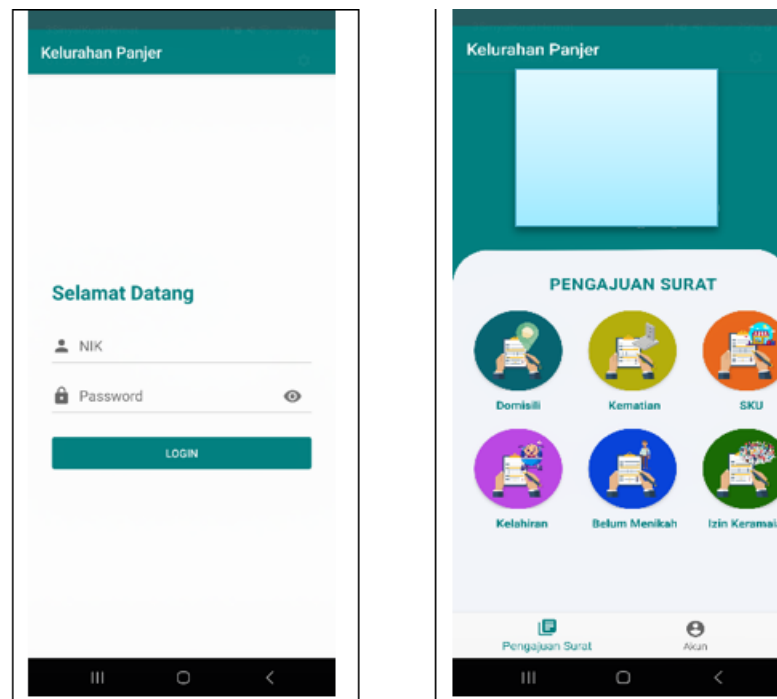 Kelurahan Panjer
Selamat Datang
NIK
Password
LOGIN
Kelurahan Panjer
PENGAJUAN SURAT
Domisili
Kematian
SKU
Kelahiran
Belum Menikah
Izin Keramai
Pengajuan Surat
Akun